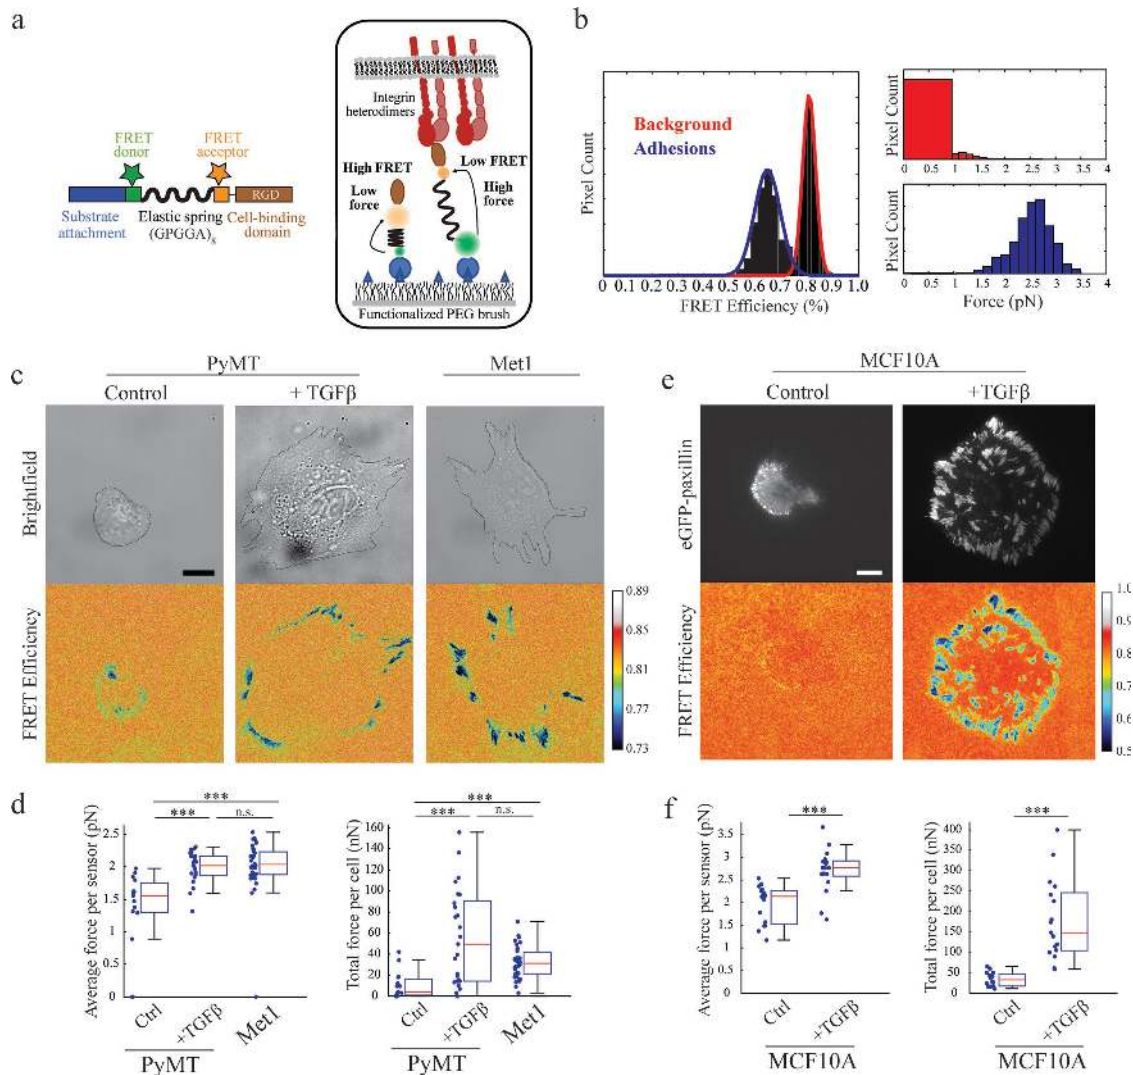 a
FRET
donor
FRET
acceptor
RGD
Substrate
attachment
Elastic spring
(GPGGA)8
Cell-binding
domain
Integrin
heterodimers
High FRET
Low
force
Low FRET
High
force
Functionalized PEG brush
b
Background
Adhesions
Pixel Count
0 0.1 0.2 0.3 0.4 0.5 0.6 0.7 0.8 0.9 1.0
FRET Efficiency (%)
Pixel Count
0 0.5 1 1.5 2 2.5 3 3.5 4
Pixel Count
0 0.5 1 1.5 2 2.5 3 3.5 4
Force (pN)
c
PyMT
Met1
Control
+ TGFβ
Brightfield
FRET Efficiency
0.89
0.85
0.81
0.77
0.73
e
MCF10A
Control
+TGFβ
eGFP-paxillin
FRET Efficiency
1.0
0.9
0.8
0.7
0.6
0.5
d
Average force per sensor (pN)
2.5
2
1.5
1
0.5
0
***
***
n.s.
Ctrl
+TGFβ
Met1
PyMT
Total force per cell (nN)
160
140
120
100
80
60
40
20
0
***
***
n.s.
Ctrl
+TGFβ
Met1
PyMT
f
Average force per sensor (pN)
3.5
3
2.5
2
1.5
1
0.5
0
***
Ctrl
+TGFβ
MCF10A
Total force per cell (nN)
400
350
300
250
200
150
100
50
0
***
Ctrl
+TGFβ
MCF10A